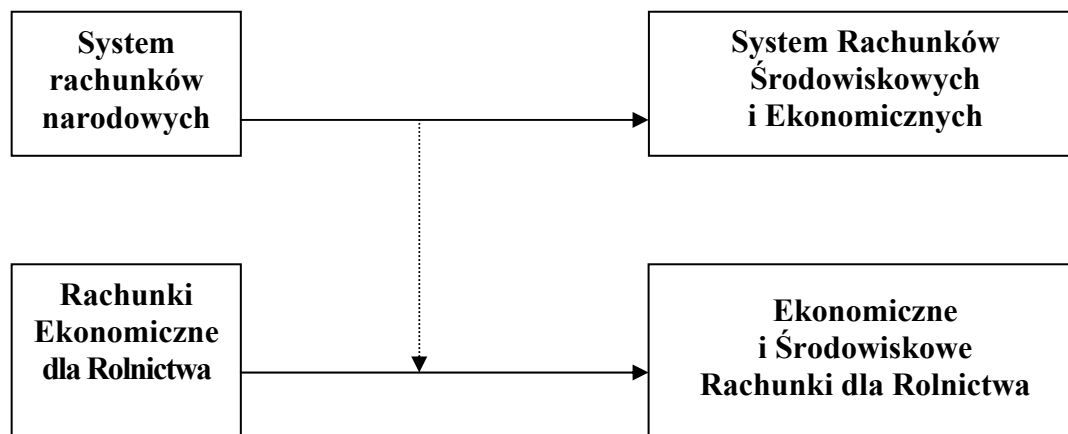 System
rachunków
narodowych
System Rachunków
Środowiskowych
i Ekonomicznych
Rachunki
Ekonomiczne
dla Rolnictwa
Ekonomiczne
i Środowiskowe
Rachunki dla Rolnictwa